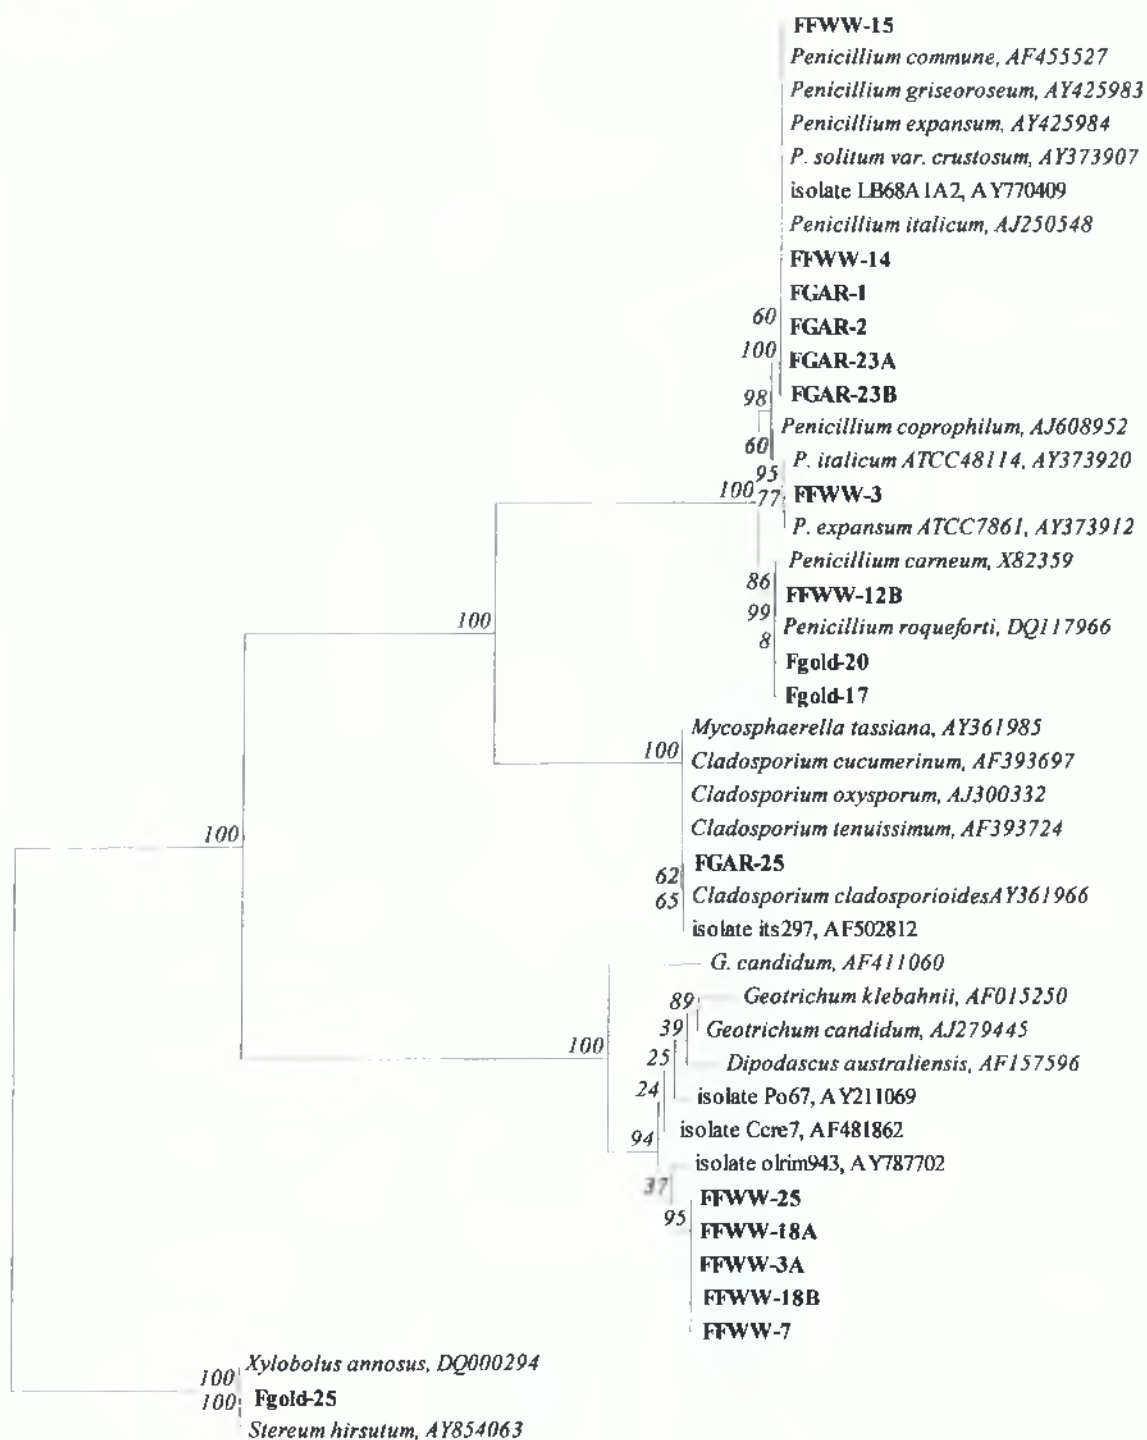 FFWW-15
Penicillium commune, AF455527
Penicillium griseoroseum, AY425983
Penicillium expansum, AY425984
P. solitum var. crustosum, AY373907
isolate LB68A1A2, AY770409
Penicillium italicum, AJ250548
FFWW-14
FGAR-1
60
FGAR-2
100
FGAR-23A
98
FGAR-23B
Penicillium coprophilum, AJ608952
60
P. italicum ATCC48114, AY373920
95
100
77
FFWW-3
P. expansum ATCC7861, AY373912
Penicillium carneum, X82359
86
FFWW-12B
99
Penicillium roqueforti, DQ117966
8
Fgold-20
Fgold-17
100
Mycosphaerella tassiana, AY361985
100
Cladosporium cucumerinum, AF393697
Cladosporium oxysporum, AJ300332
Cladosporium tenuissimum, AF393724
100
FGAR-25
62
Cladosporium cladosporioidesAY361966
65
isolate its297, AF502812
G. candidum, AF411060
89
Geotrichum klebahnii, AF015250
39
Geotrichum candidum, AJ279445
100
25
Dipodascus australiensis, AF157596
24
isolate Po67, AY211069
isolate Ccre7, AF481862
94
isolate olrim943, AY787702
37
FFWW-25
95
FFWW-18A
FFWW-3A
FFWW-18B
FFWW-7
Xylobolus annosus, DQ000294
100
Fgold-25
100
Stereum hirsutum, AY854063